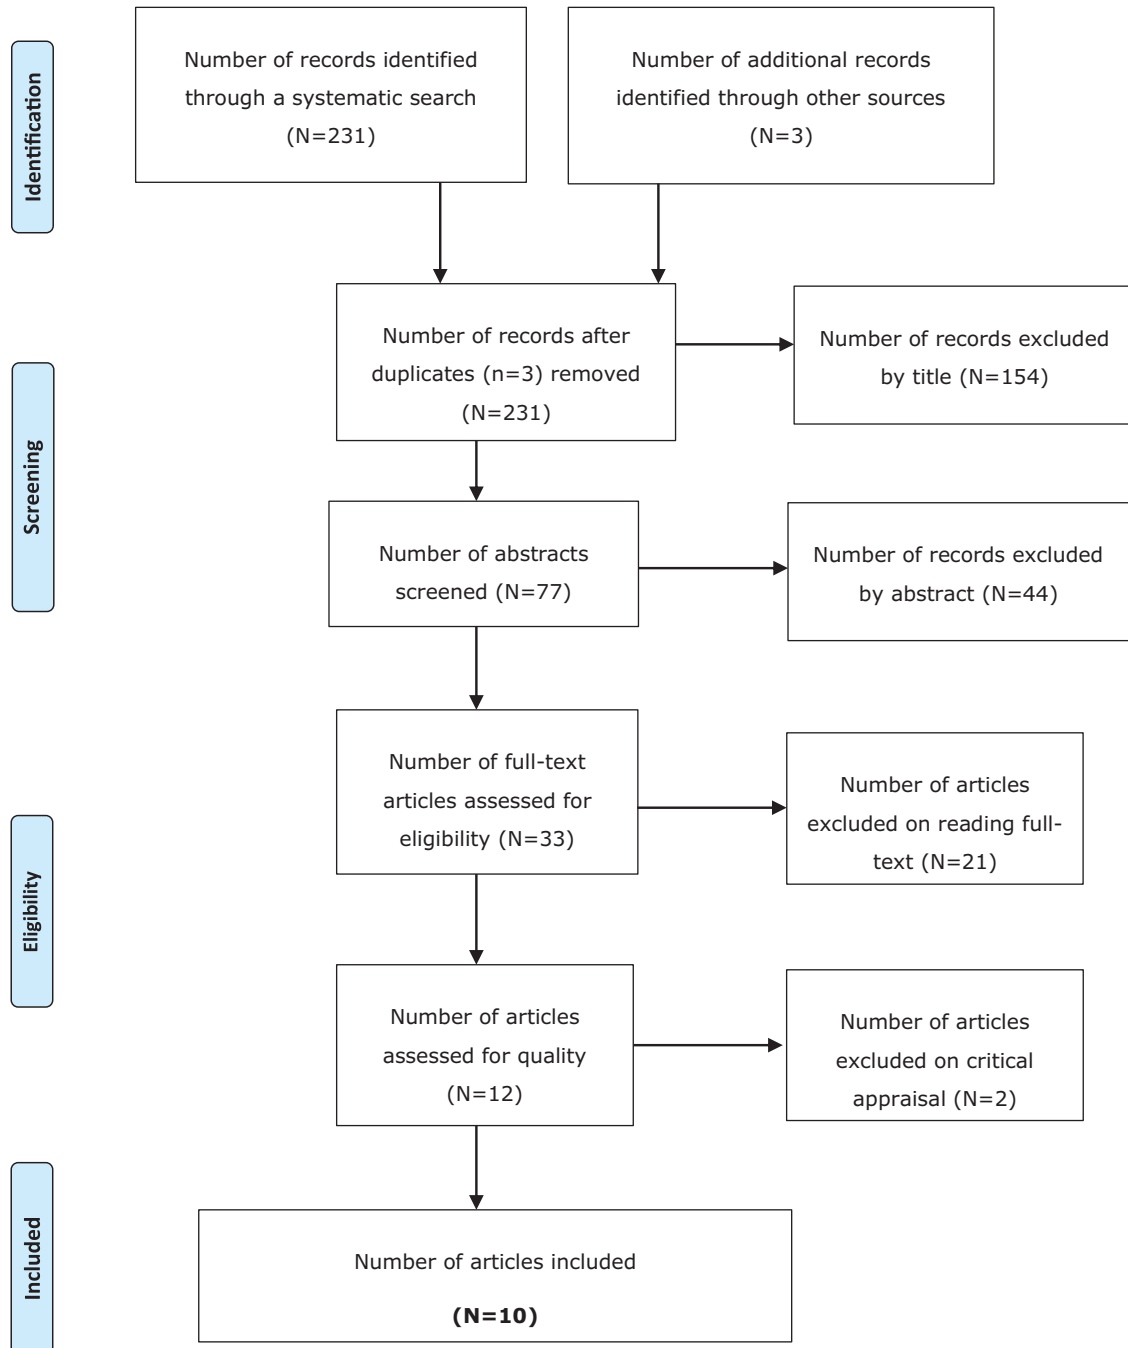 Identification
Number of records identified
through a systematic search
(N=231)
Number of additional records
identified through other sources
(N=3)
Number of records after
duplicates (n=3) removed
(N=231)
Number of records excluded
by title (N=154)
Screening
Number of abstracts
screened (N=77)
Number of records excluded
by abstract (N=44)
Number of full-text
articles assessed for
eligibility (N=33)
Number of articles
excluded on reading full-
text (N=21)
Eligibility
Number of articles
assessed for quality
(N=12)
Number of articles
excluded on critical
appraisal (N=2)
Included
Number of articles included
(N=10)